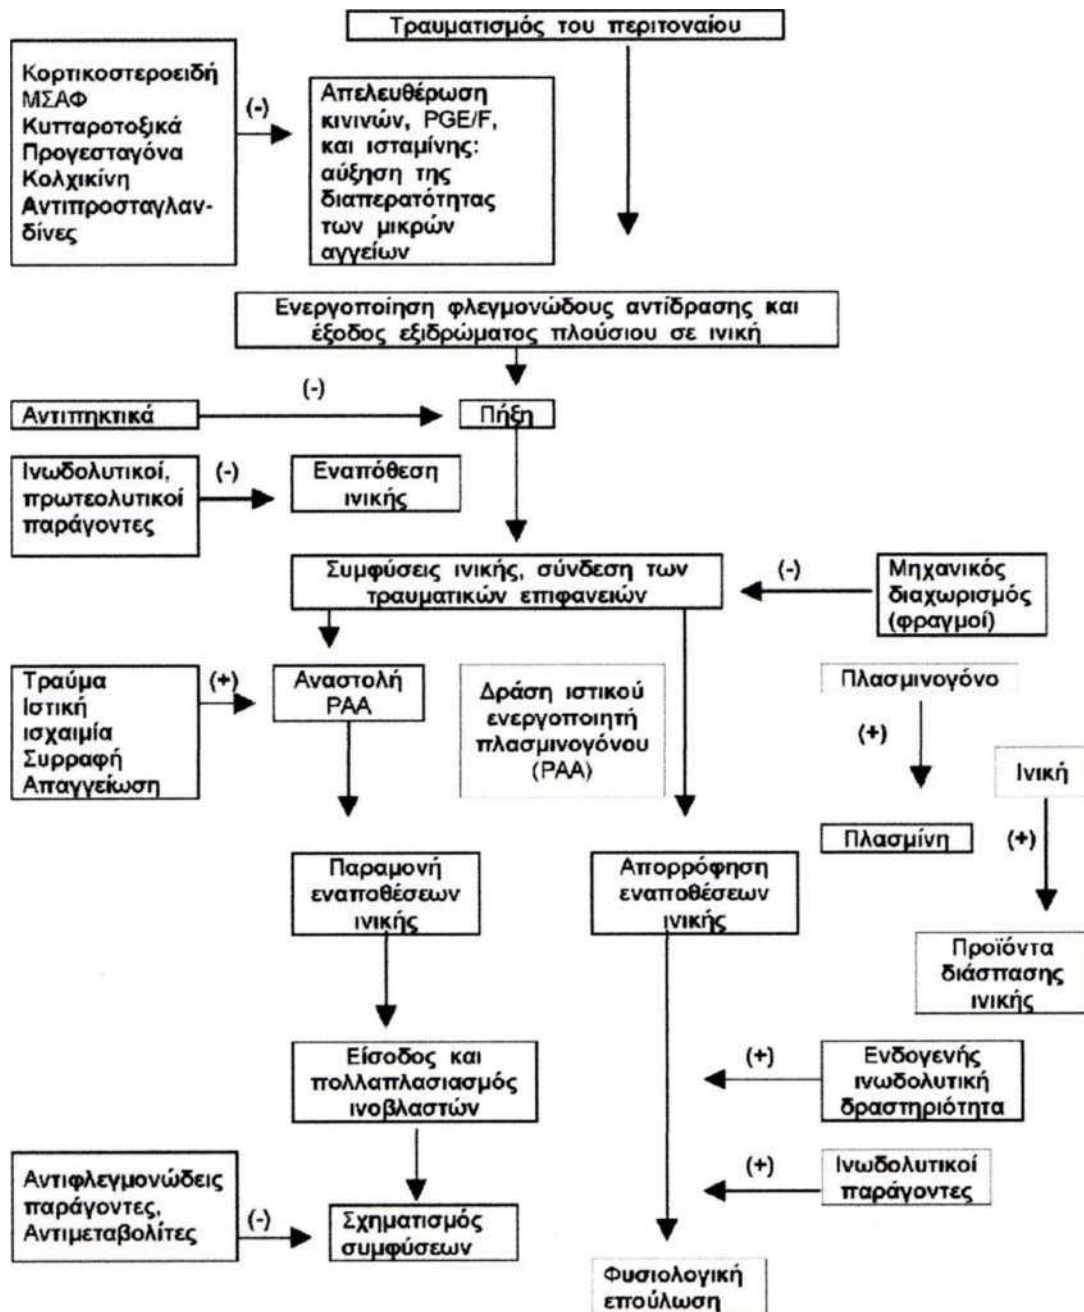 Τραυματισμός του περιτοναίου
Κορτικοστεροειδή
ΜΣΑΦ
Κυτταροτοξικά
Προγεσταγόνα
Κολχικίνη
Αντιπροσταγλαν-
δίνες
(-)
Απελευθέρωση
κινινών, PGE/F,
και ισταμίνης:
αύξηση της
διαπερατότητας
των μικρών
αγγείων
Ενεργοποίηση φλεγμονώδους αντίδρασης και
έξοδος εξιδρώματος πλούσιου σε ινική
Αντιπηκτικά
(-)
Πήξη
Ινωδολυτικοί,
πρωτεολυτικοί
παράγοντες
(-)
Εναπόθεση
ινικής
Συμφύσεις ινικής, σύνδεση των
τραυματικών επιφανειών
(-)
Μηχανικός
διαχωρισμός
(φραγμοί)
Τραύμα
Ιστική
ισχαιμία
Συρραφή
Απαγγείωση
(+)
Αναστολή
PAA
Δράση ιστικού
ενεργοποιητή
πλασμινογόνου
(PAA)
Πλασμινογόνο
(+)
Πλασμίνη
Ινική
(+)
Προϊόντα
διάσπασης
ινικής
Παραμονή
εναποθέσεων
ινικής
Απορρόφηση
εναποθέσεων
ινικής
Είσοδος και
πολλαπλασιασμός
ινοβλαστών
(+)
Ενδογενής
ινωδολυτική
δραστηριότητα
(+)
Ινωδολυτικοί
παράγοντες
Αντιφλεγμονώδεις
παράγοντες,
Αντιμεταβολίτες
(-)
Σχηματισμός
συμφύσεων
Φυσιολογική
επούλωση